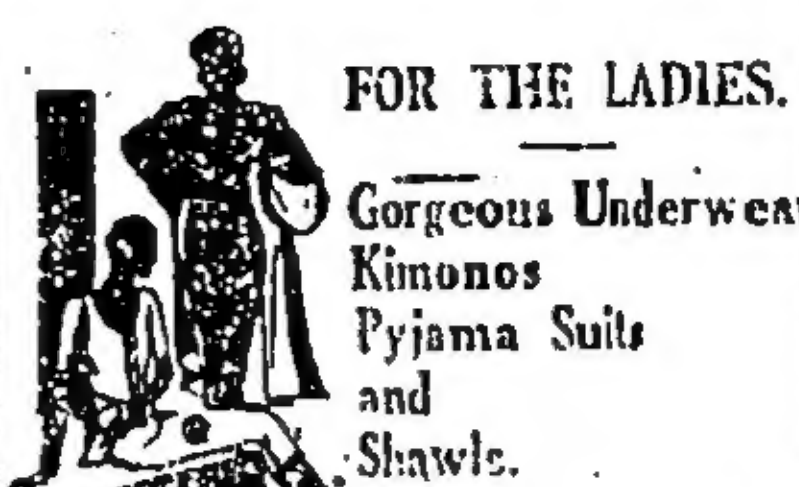 FOR THE LADIES.
Gorgeous Underwear
Kimonos
Pyjama Suits
and
Shawls.